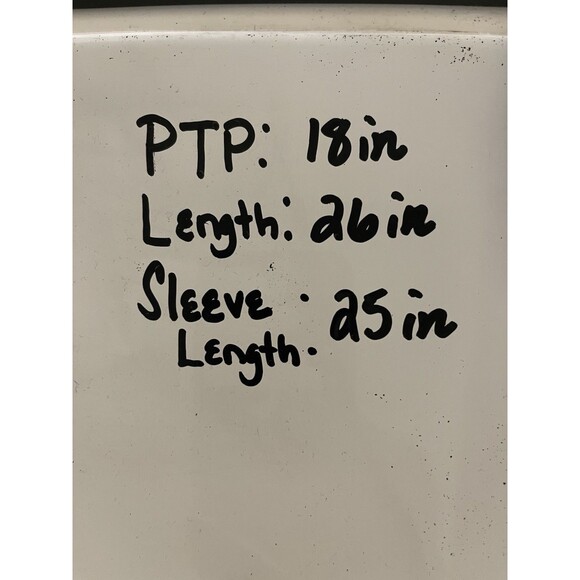 PTP: 18in
Length: 26in
Sleeve Length: 25in